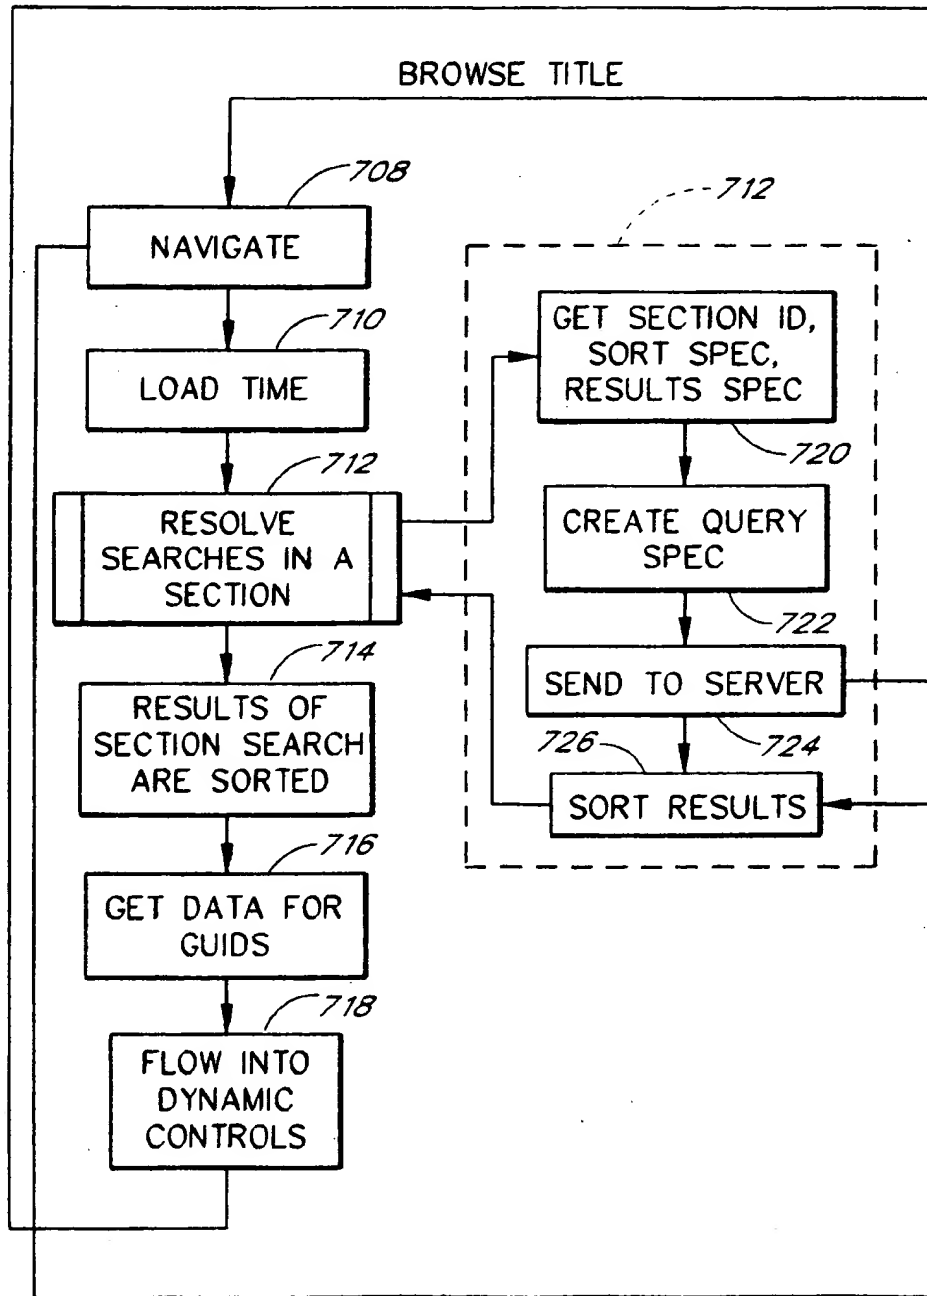 BROWSE TITLE
708
NAVIGATE
710
LOAD TIME
712
RESOLVE
SEARCHES IN A
SECTION
714
RESULTS OF
SECTION SEARCH
ARE SORTED
716
GET DATA FOR
GUIDS
718
FLOW INTO
DYNAMIC
CONTROLS
712
GET SECTION ID,
SORT SPEC,
RESULTS SPEC
720
CREATE QUERY
SPEC
722
SEND TO SERVER
724
726
SORT RESULTS